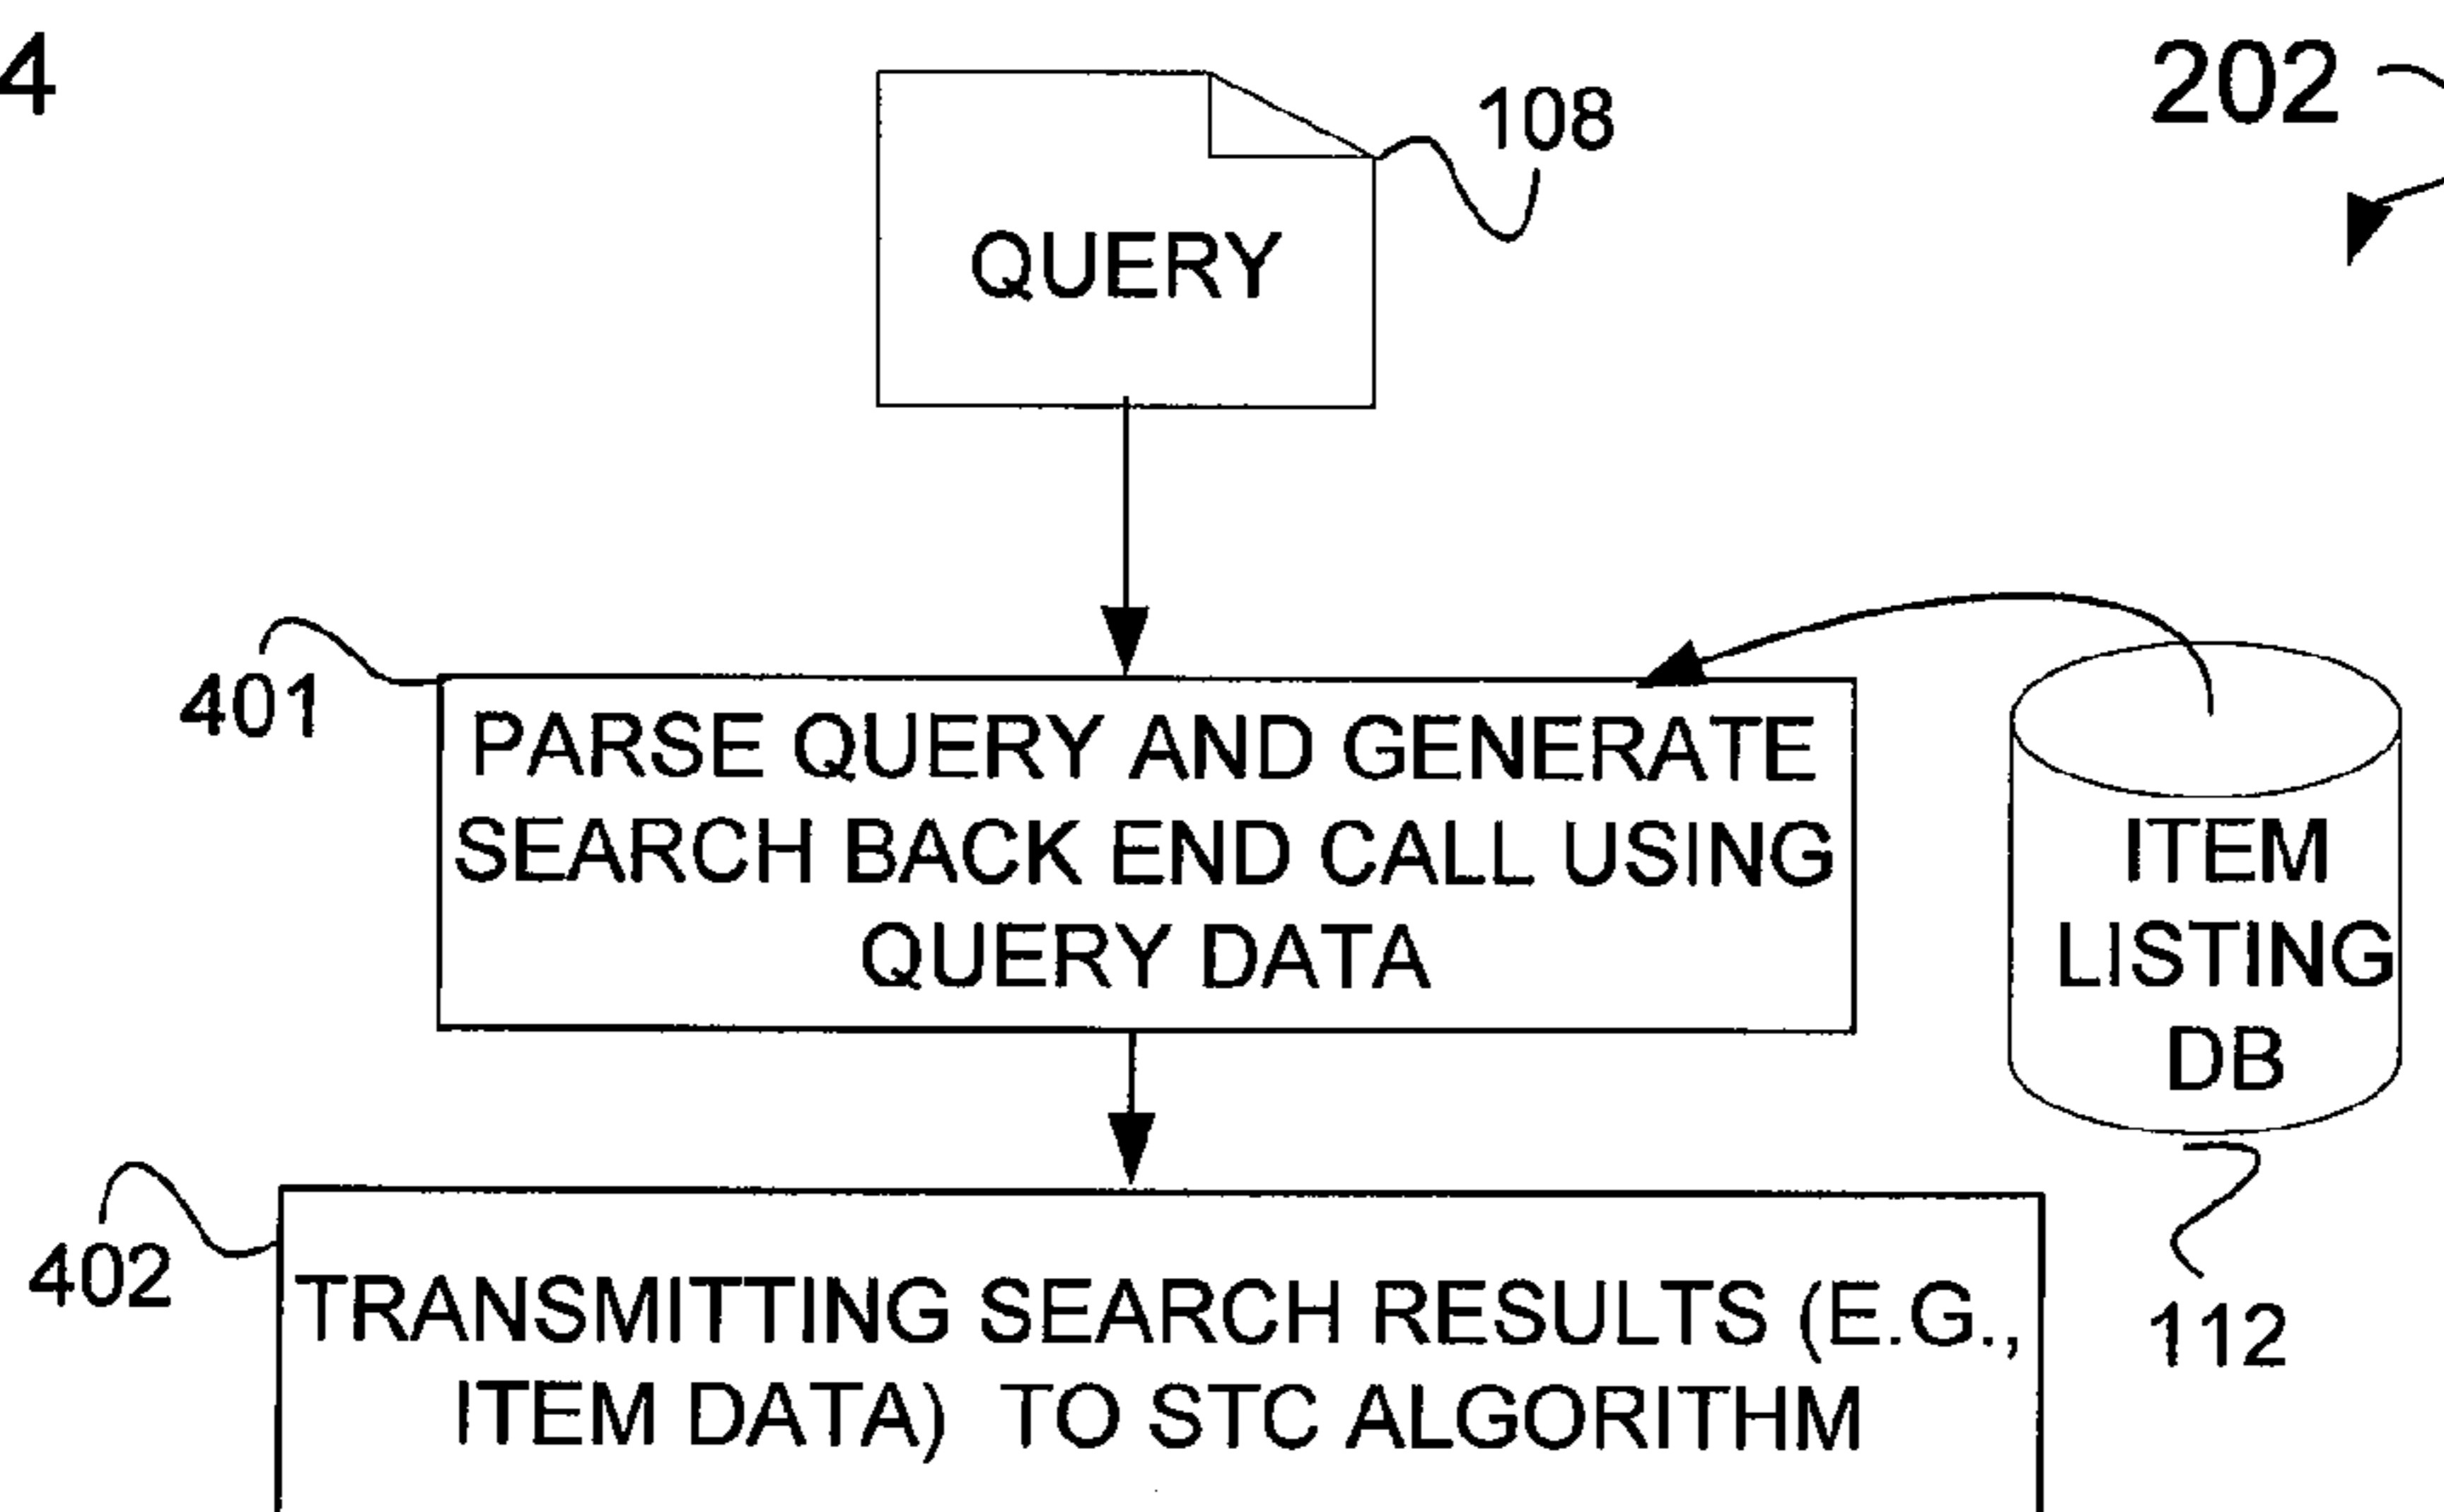 4
202
108
QUERY
401
PARSE QUERY AND GENERATE
SEARCH BACK END CALL USING
QUERY DATA
ITEM
LISTING
DB
402
TRANSMITTING SEARCH RESULTS (E.G.,
ITEM DATA) TO STC ALGORITHM
112